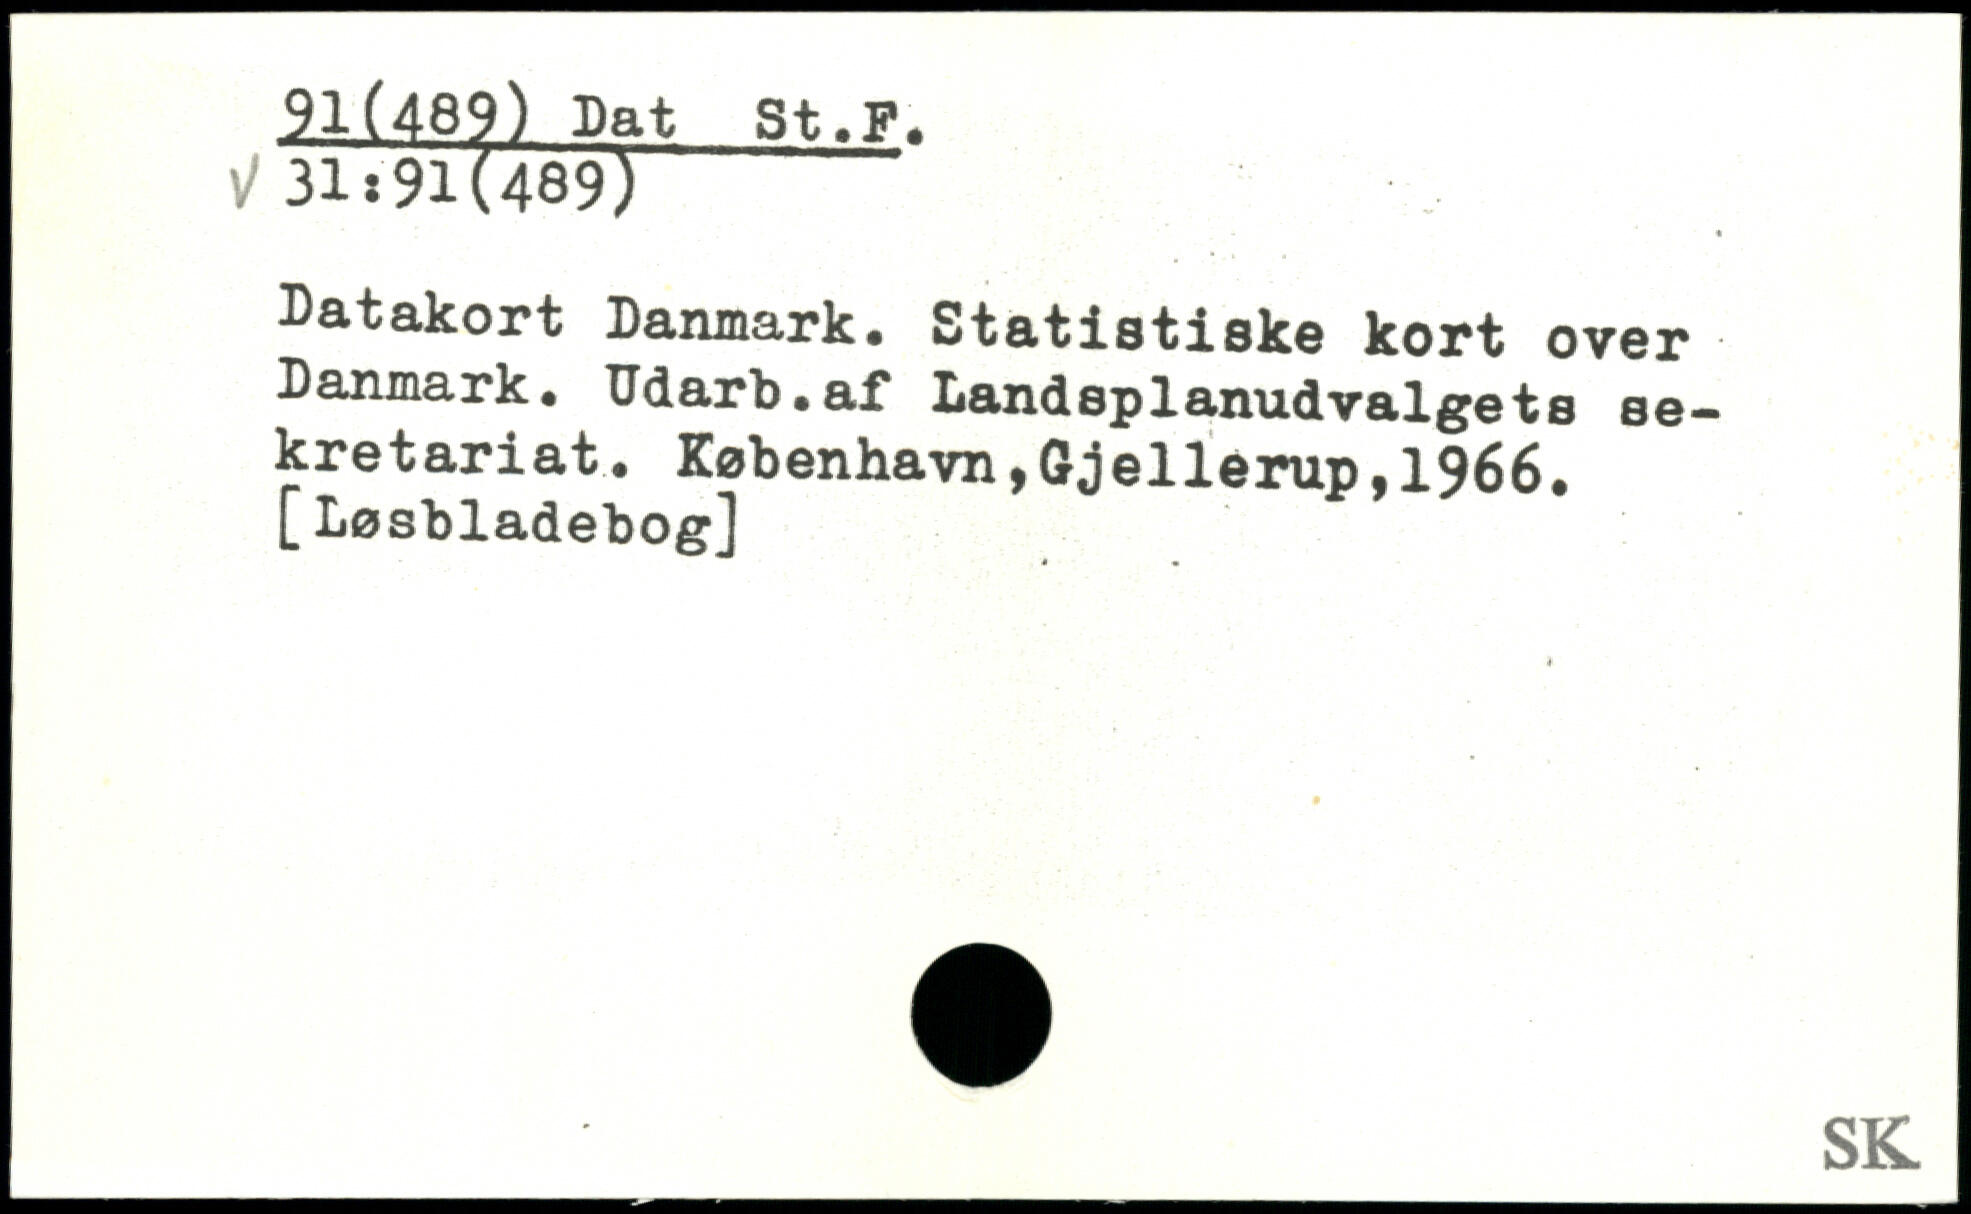 91(489) Dat St.F.
V 31:91(489)
Datakort Danmark. Statistiske kort over
Danmark. Udarb.af Landsplanudvalgets se-
kretariat. København,Gjellerup,1966.
[Løsbladebog]
SK